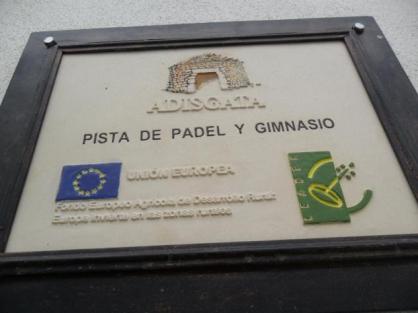 ADISGATA
PISTA DE PADEL Y GIMNASIO
UNIÓN EUROPEA
Fondo Europeo Agrícola de Desarrollo Rural:
Europa invierte en las zonas rurales
LEADER